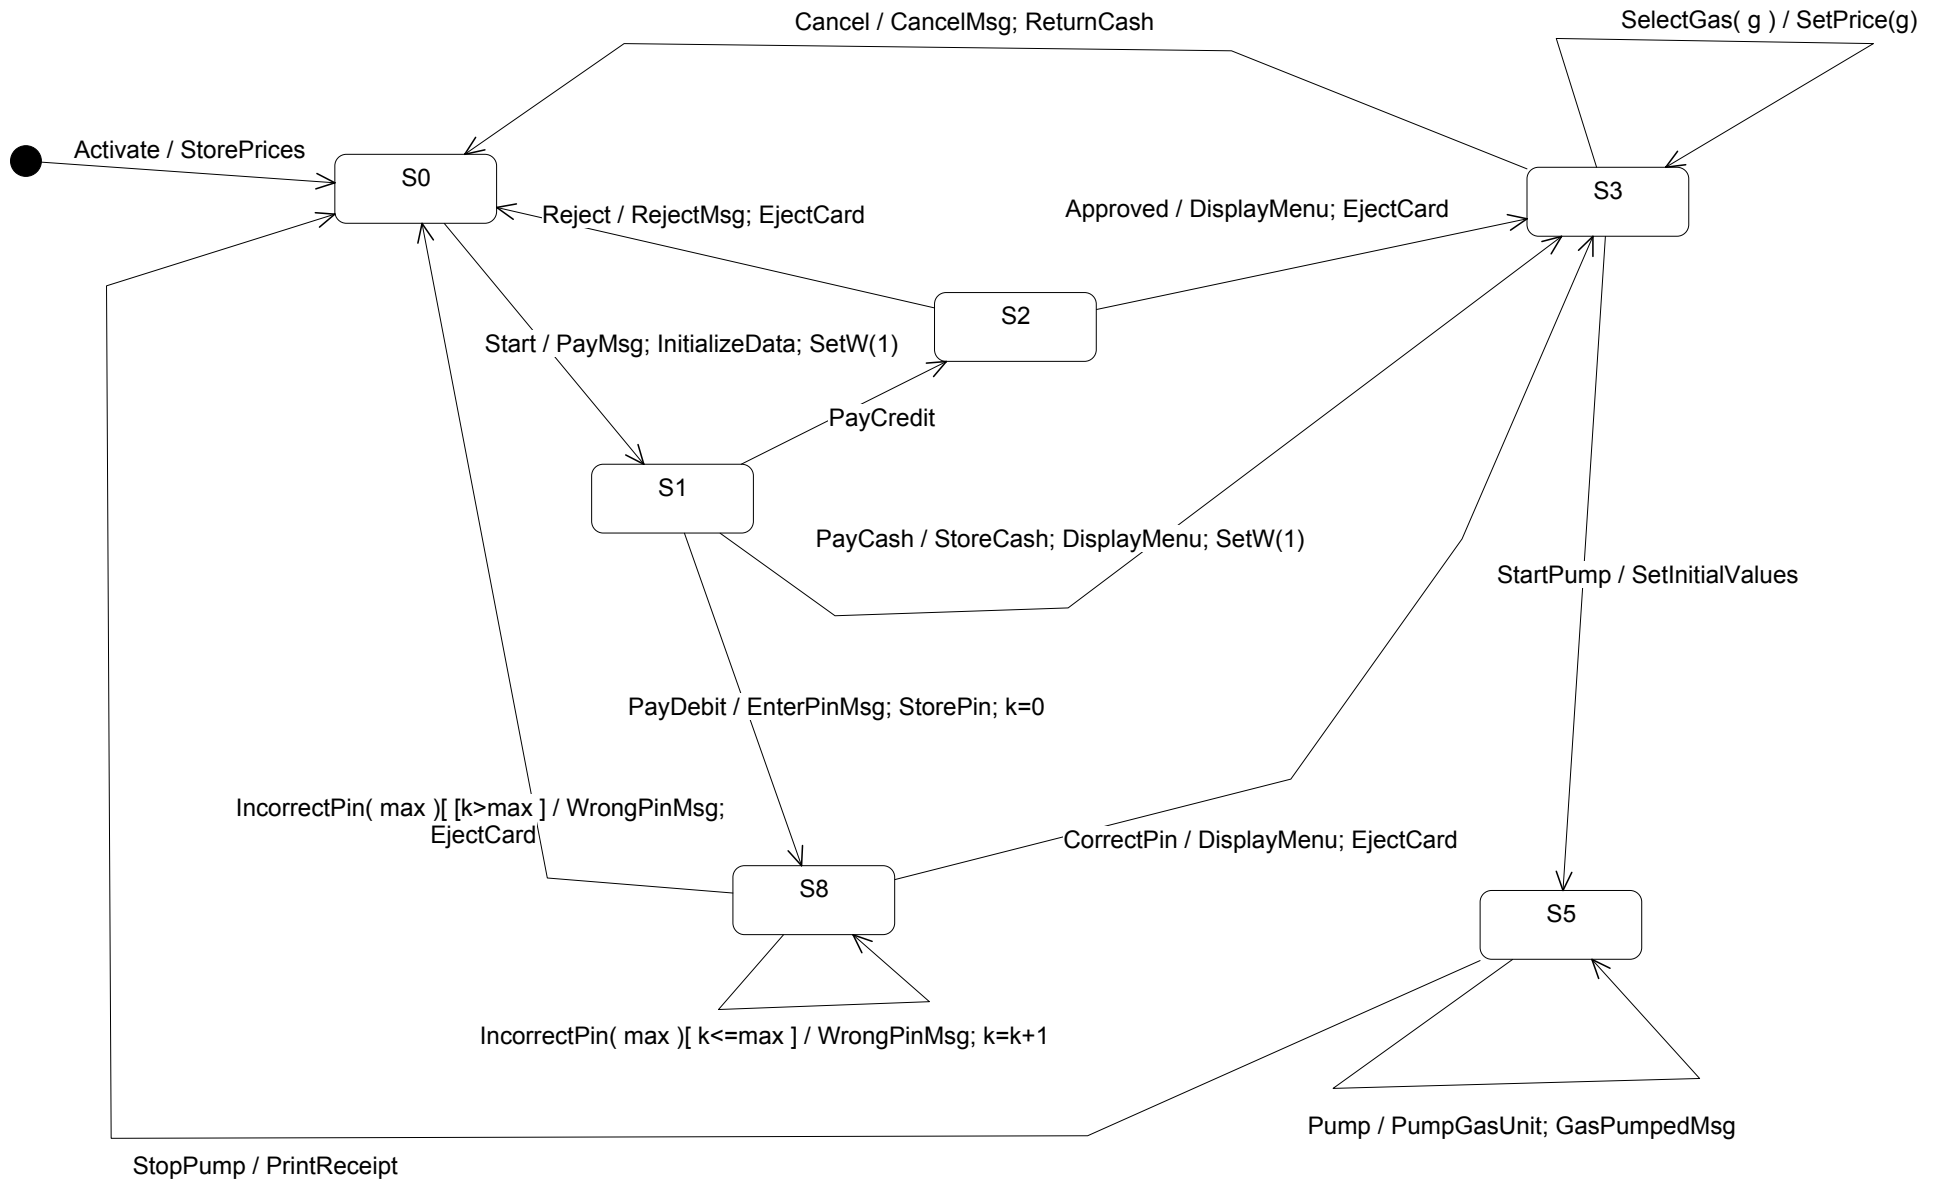 Cancel / CancelMsg; ReturnCash
SelectGas( g ) / SetPrice(g)
Activate / StorePrices
S0
S3
Reject / RejectMsg; EjectCard
Approved / DisplayMenu; EjectCard
S2
Start / PayMsg; InitializeData; SetW(1)
PayCredit
S1
PayCash / StoreCash; DisplayMenu; SetW(1)
StartPump / SetInitialValues
PayDebit / EnterPinMsg; StorePin; k=0
IncorrectPin( max )[ [k>max ] / WrongPinMsg;
EjectCard
CorrectPin / DisplayMenu; EjectCard
S8
S5
IncorrectPin( max )[ k<=max ] / WrongPinMsg; k=k+1
Pump / PumpGasUnit; GasPumpedMsg
StopPump / PrintReceipt